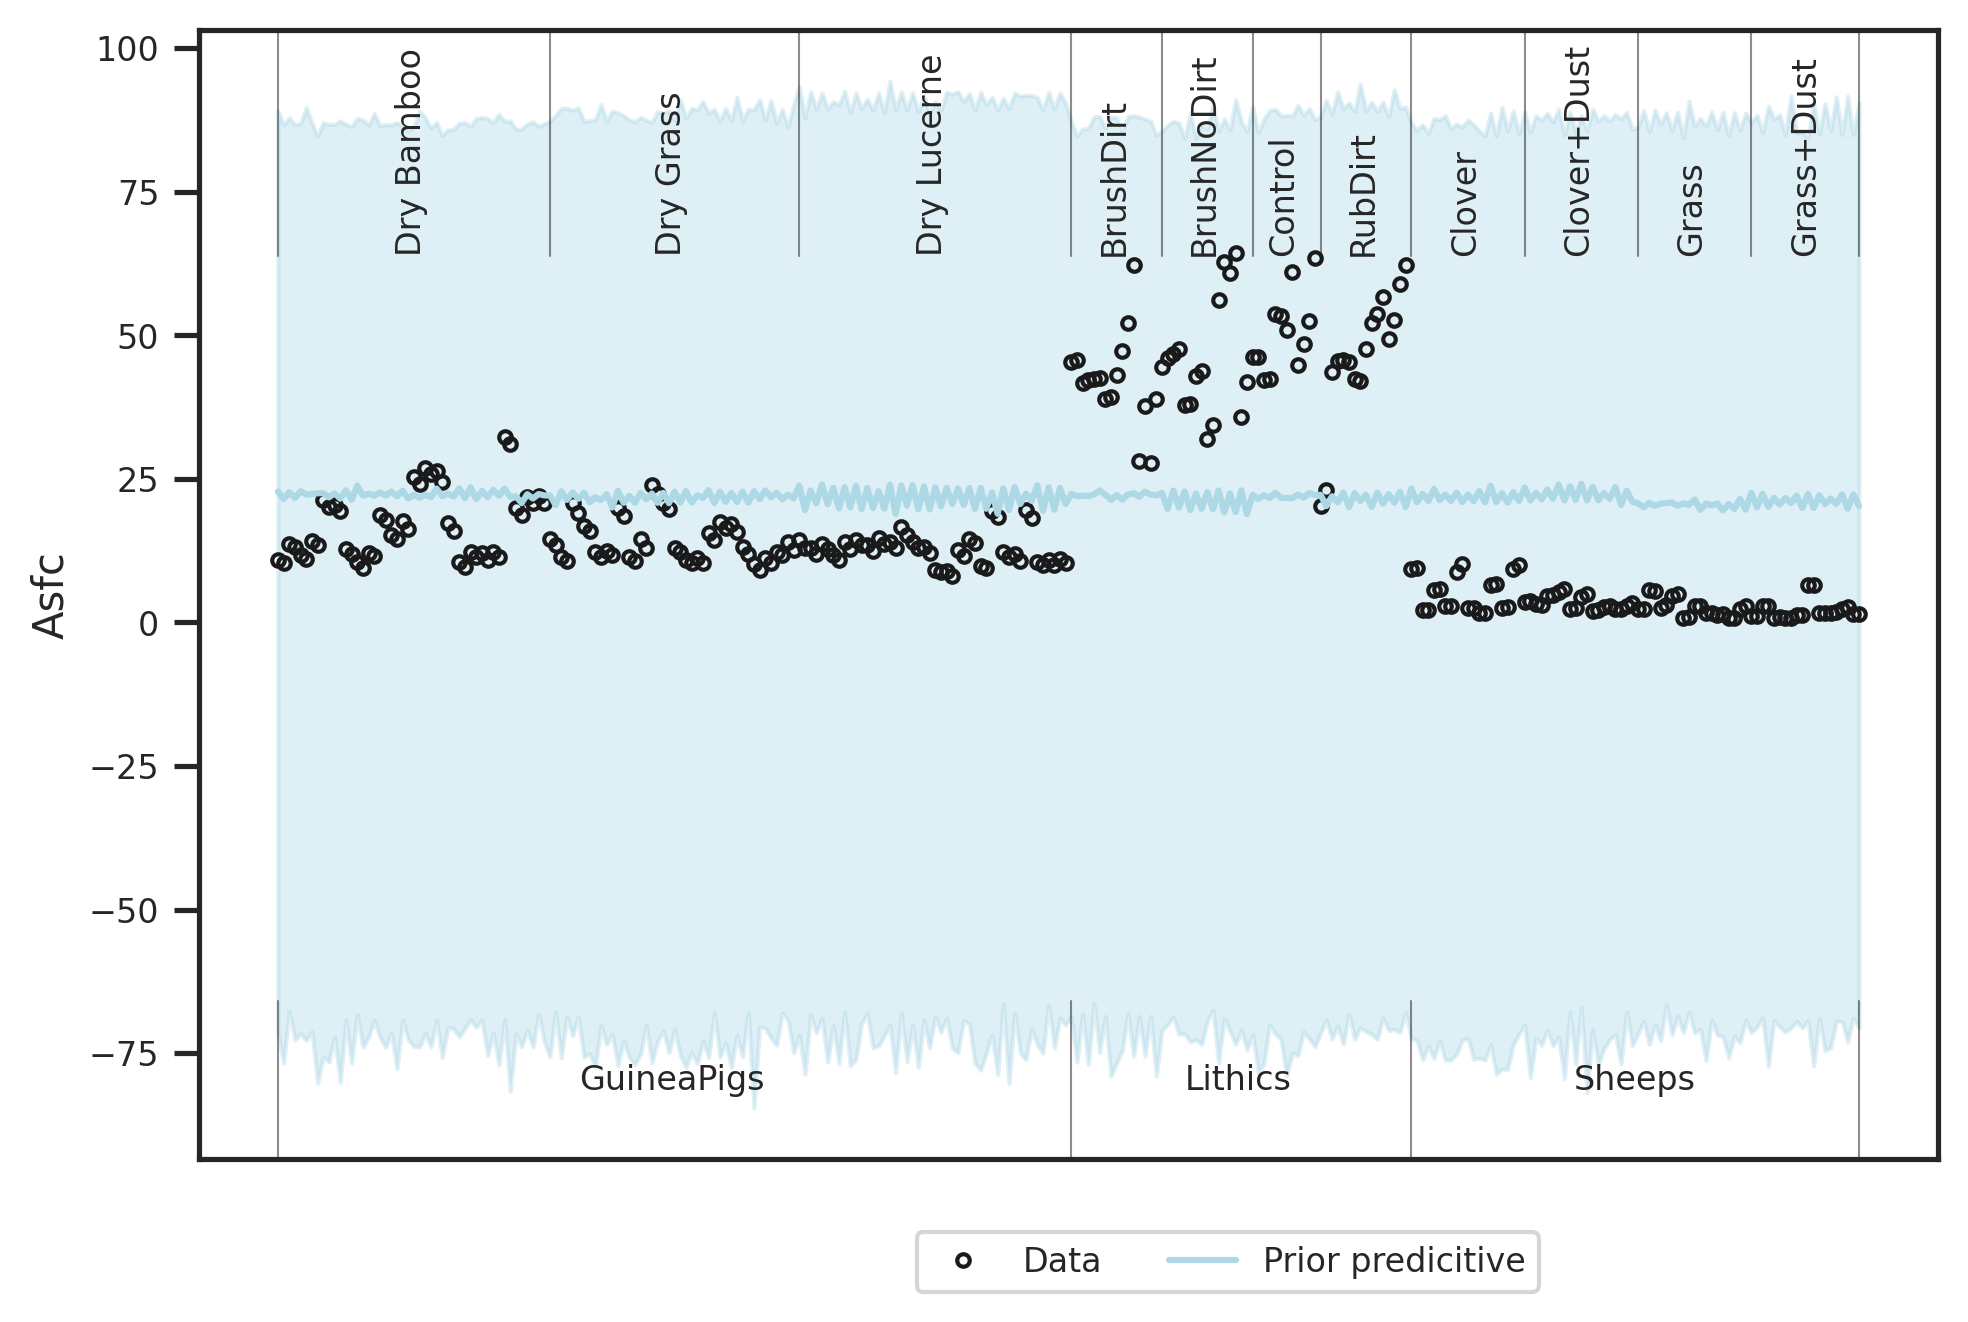 100
75
50
25
0
−25
−50
−75
Asfc
Dry Bamboo
Dry Grass
Dry Lucerne
BrushDirt
BrushNoDirt
Control
RubDirt
Clover
Clover+Dust
Grass
Grass+Dust
GuineaPigs
Lithics
Sheeps
Data
Prior predicitive